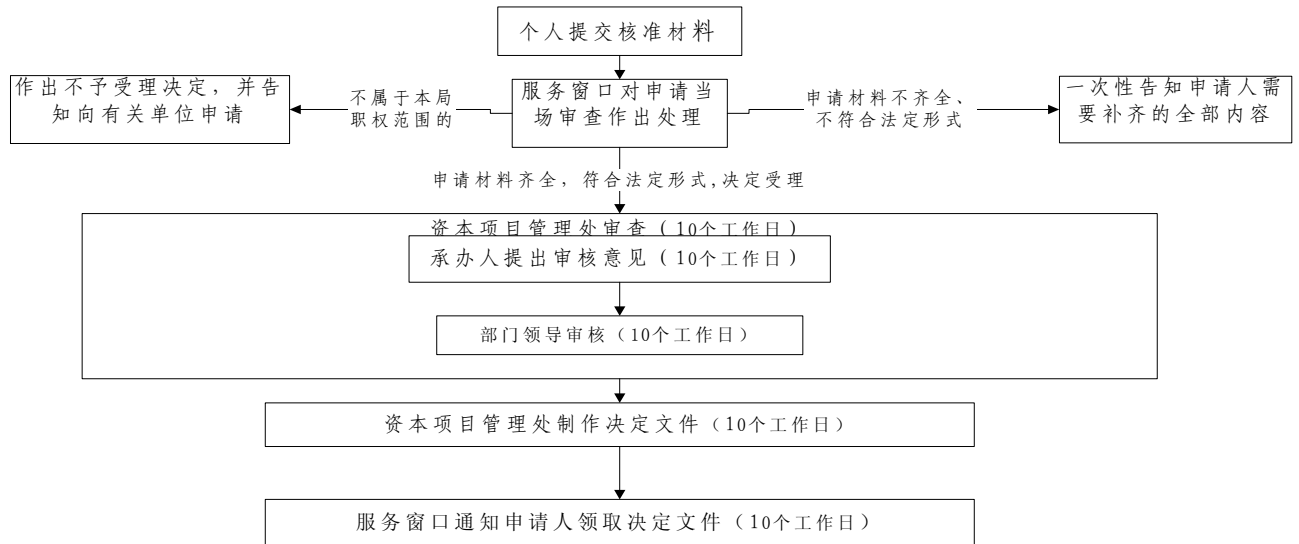 个人提交核准材料
作出不予受理决定，并告
知向有关单位申请
不属于本局
职权范围的
服务窗口对申请当
场审查作出处理
申请材料不齐全、
不符合法定形式
一次性告知申请人需
要补齐的全部内容
申请材料齐全，符合法定形式,决定受理
资本项目管理处审查（10个工作日）
承办人提出审核意见（10个工作日）
部门领导审核（10个工作日）
资本项目管理处制作决定文件（10个工作日）
服务窗口通知申请人领取决定文件（10个工作日）